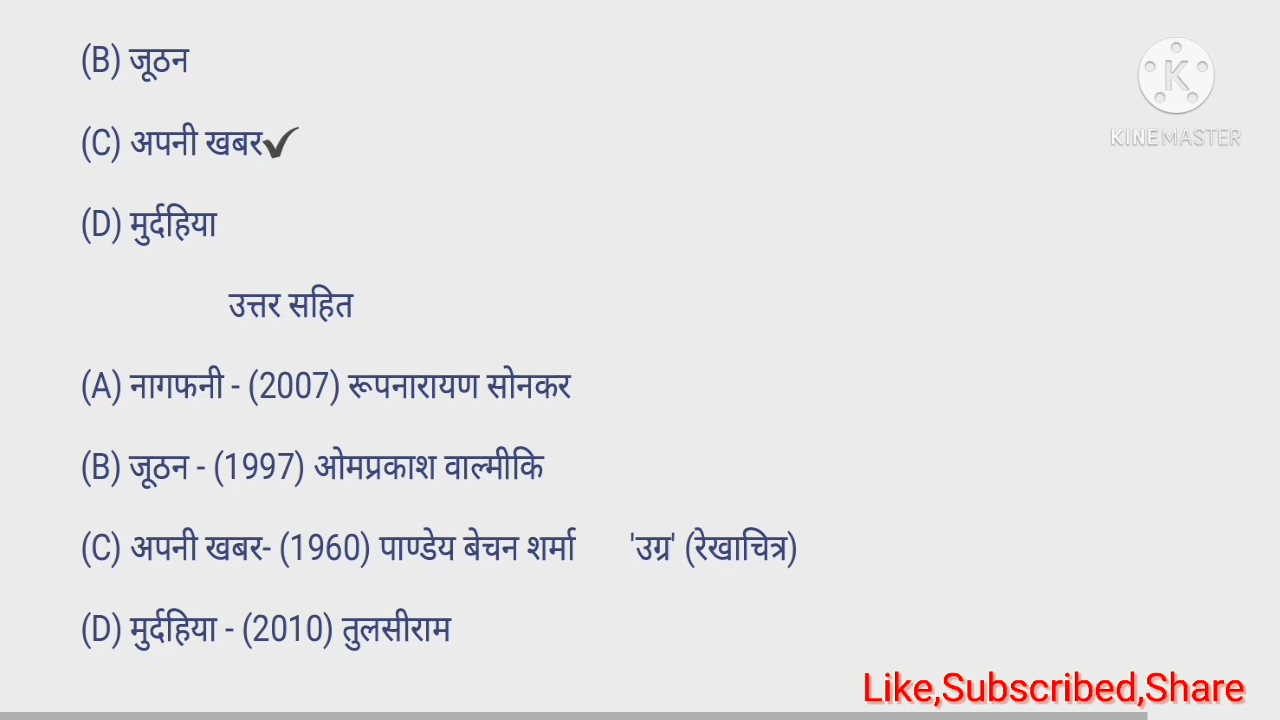 (B) जूठन
(C) अपनी खबर✓
(D) मुर्दहिया
उत्तर सहित
(A) नागफनी - (2007) रूपनारायण सोनकर
(B) जूठन - (1997) ओमप्रकाश वाल्मीकि
(C) अपनी खबर- (1960) पाण्डेय बेचन शर्मा 'उग्र' (रेखाचित्र)
(D) मुर्दहिया - (2010) तुलसीराम
K
KINEMASTER
Like,Subscribed,Share